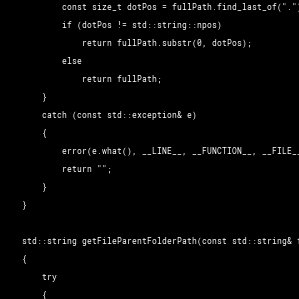 const size_t dotPos = fullPath.find_last_of(".")
if (dotPos != std::string::npos)
return fullPath.substr(0, dotPos);
else
return fullPath;
}
catch (const std::exception& e)
{
error(e.what(), __LINE__, __FUNCTION__, __FILE_
return "";
}
}
std::string getFileParentFolderPath(const std::string&
{
try
{